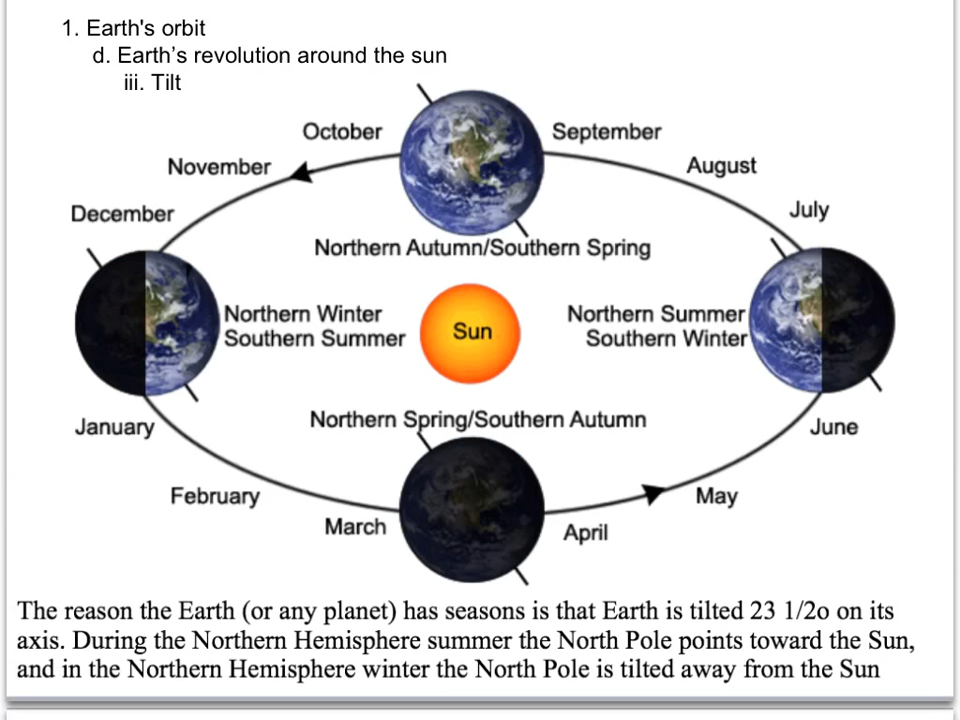 1. Earth's orbit
d. Earth’s revolution around the sun
iii. Tilt
October
September
November
August
December
July
Northern Autumn/Southern Spring
Northern Winter
Southern Summer
Sun
Northern Summer
Southern Winter
Northern Spring/Southern Autumn
January
June
February
May
March
April
The reason the Earth (or any planet) has seasons is that Earth is tilted 23 1/2o on its
axis. During the Northern Hemisphere summer the North Pole points toward the Sun,
and in the Northern Hemisphere winter the North Pole is tilted away from the Sun